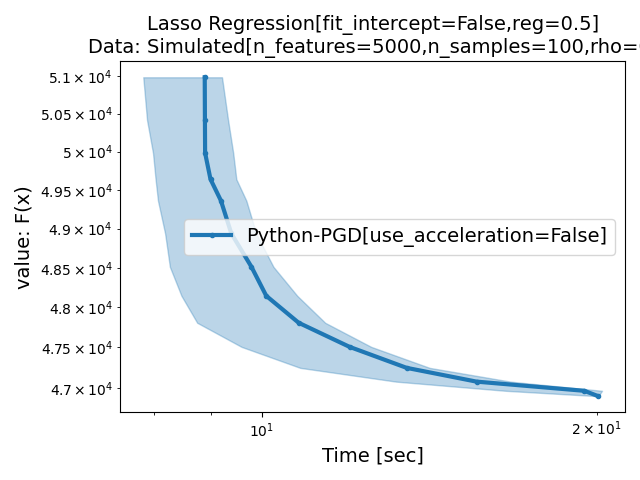 Lasso Regression[fit_intercept=False,reg=0.5]
Data: Simulated[n_features=5000,n_samples=100,rho=
value: F(x)
5.1 × 10⁴
5.05 × 10⁴
5 × 10⁴
4.95 × 10⁴
4.9 × 10⁴
4.85 × 10⁴
4.8 × 10⁴
4.75 × 10⁴
4.7 × 10⁴
Python-PGD[use_acceleration=False]
10¹
2 × 10¹
Time [sec]